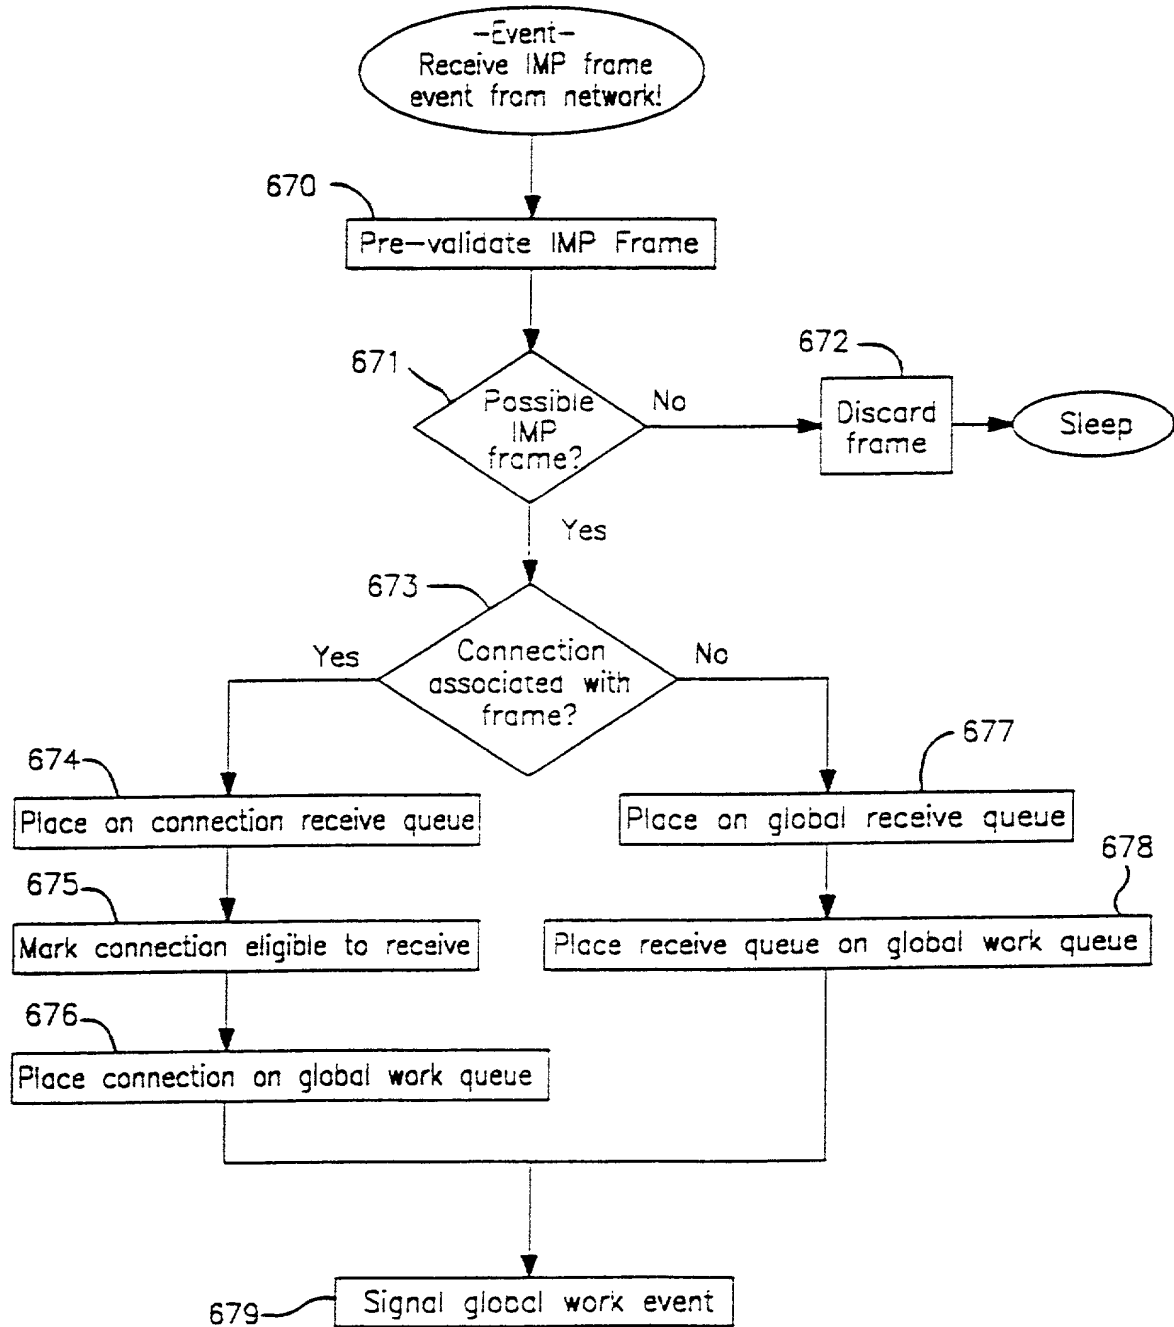 -Event-
Receive IMP frame
event from network!
670
Pre-validate IMP Frame
671
Possible
IMP
frame?
No
672
Discard
frame
Sleep
Yes
673
Connection
associated with
frame?
Yes
No
674
Place on connection receive queue
677
Place on global receive queue
675
Mark connection eligible to receive
678
Place receive queue on global work queue
676
Place connection on global work queue
679
Signal global work event